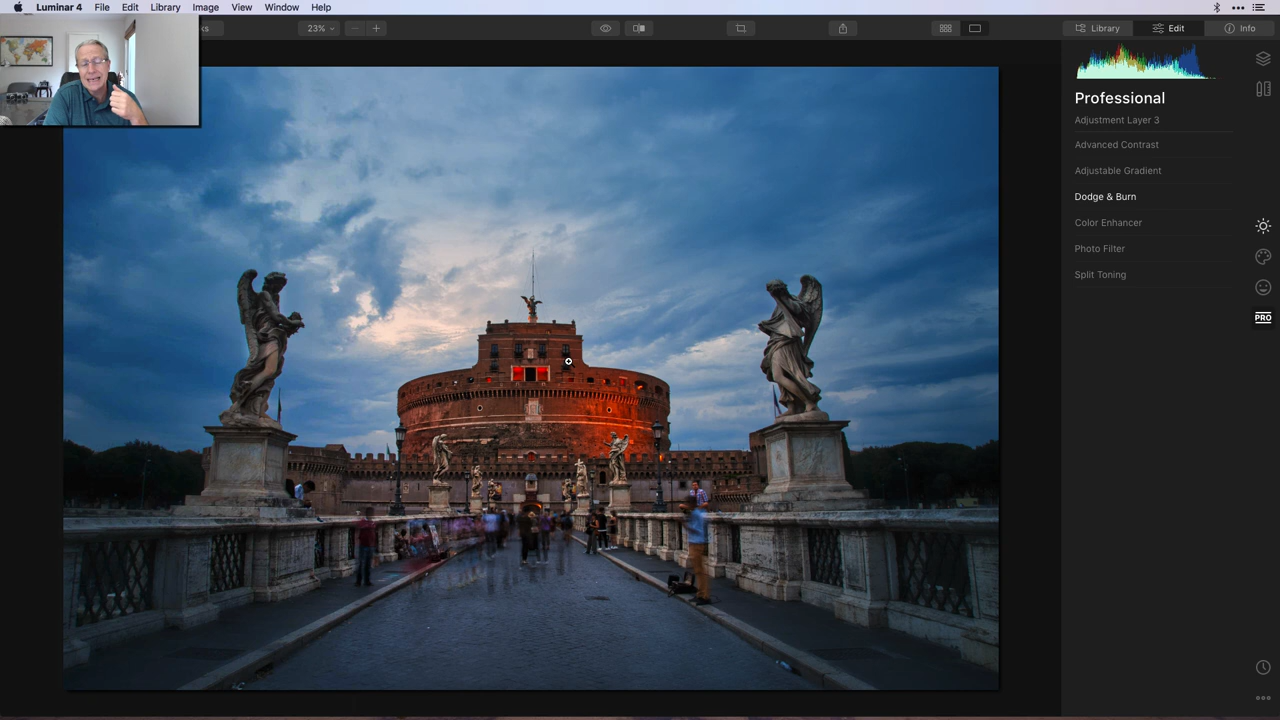 Luminar 4 File Edit Library Image View Window Help
ks 23% Library Edit Info
Professional
Adjustment Layer 3
Advanced Contrast
Adjustable Gradient
Dodge & Burn
Color Enhancer
Photo Filter
PRO
Split Toning